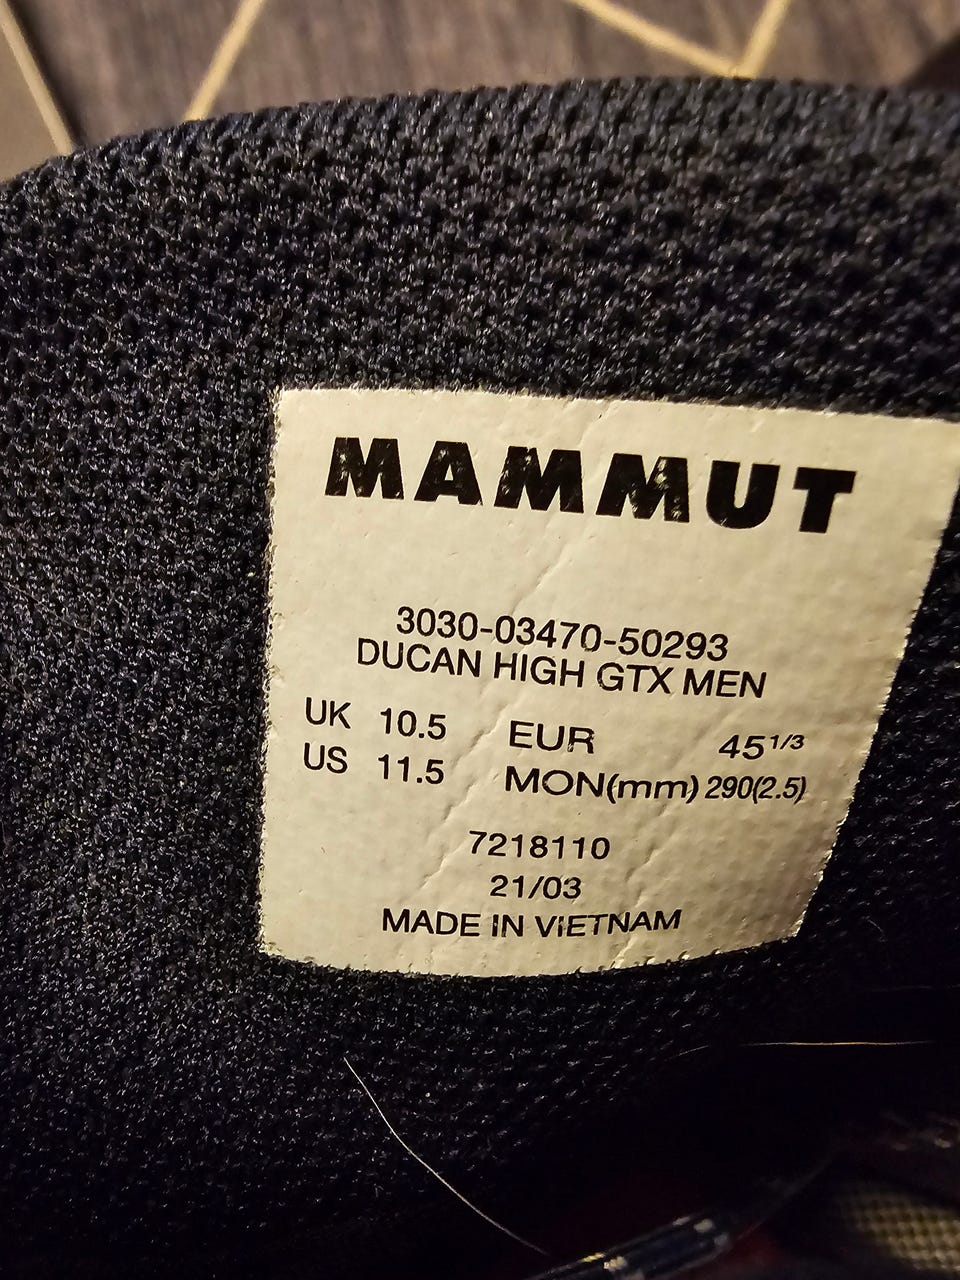 MAMMUT
3030-03470-50293
DUCAN HIGH GTX MEN
UK 10.5 EUR 45 1/3
US 11.5 MON(mm) 290(2.5)
7218110
21/03
MADE IN VIETNAM